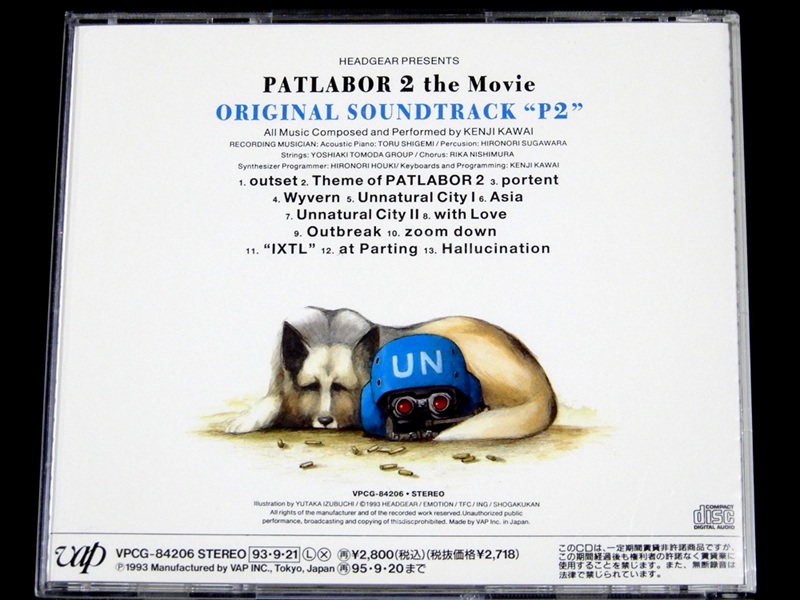 HEADGEAR PRESENTS
PATLABOR 2 the Movie
ORIGINAL SOUNDTRACK “P2”
All Music Composed and Performed by KENJI KAWAI
RECORDING MUSICIAN: Acoustic Piano: TORU SHIGEMI / Percusion: HIRONORI SUGAWARA
Strings: YOSHIAKI TOMODA GROUP / Chorus: RIKA NISHIMURA
Synthesizer Programmer: HIRONORI HOUKI/ Keyboards and Programming: KENJI KAWAI
1. outset 2. Theme of PATLABOR 2 3. portent
4. Wyvern 5. Unnatural City I 6. Asia
7. Unnatural City II 8. with Love
9. Outbreak 10. zoom down
11. “IXTL” 12. at Parting 13. Hallucination
UN
VPCG-84206 • STEREO
Illustration by YUTAKA IZUBUCHI / ©1993 HEADGEAR / EMOTION / TFC / ING / SHOGAKUKAN
All rights of the manufacturer and of the recorded work reserved. Unauthorized public
performance, broadcasting and copying of thisdiscprohibited. Made by VAP Inc. in Japan.
COMPACT
disc
DIGITAL AUDIO
vap
VPCG-84206 STEREO 93・9・21 Ⓛ Ⓧ 再 ¥2,800(税込)(税抜価格¥2,718)
Ⓟ1993 Manufactured by VAP INC., Tokyo, Japan 再 95・9・20まで
このCDは、一定期間賃貸非許諾商品ですが、
この期間経過後も権利者の許諾なく賃貸業に
使用することを禁じます。また、無断録音は
法律で禁じられています。